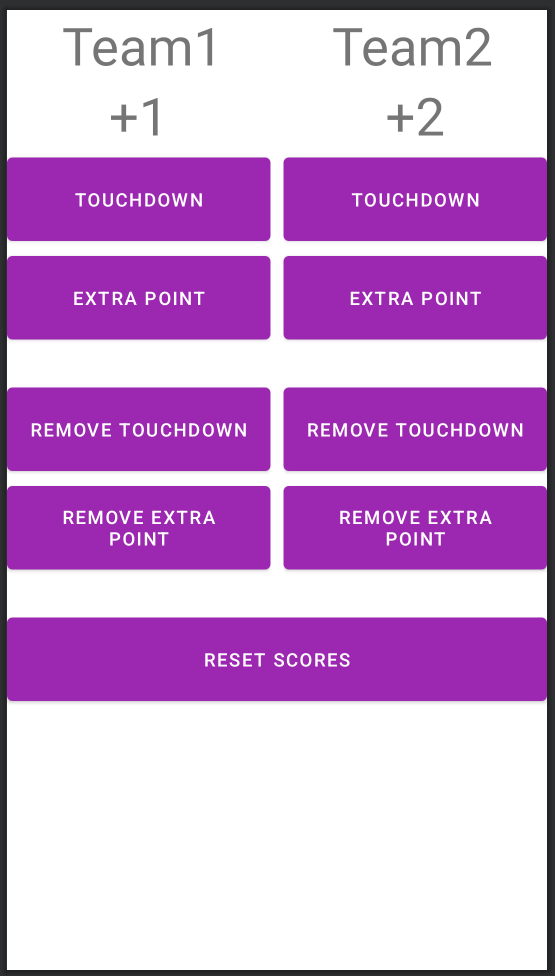 Team1
Team2
+1
+2
TOUCHDOWN
TOUCHDOWN
EXTRA POINT
EXTRA POINT
REMOVE TOUCHDOWN
REMOVE TOUCHDOWN
REMOVE EXTRA
POINT
REMOVE EXTRA
POINT
RESET SCORES